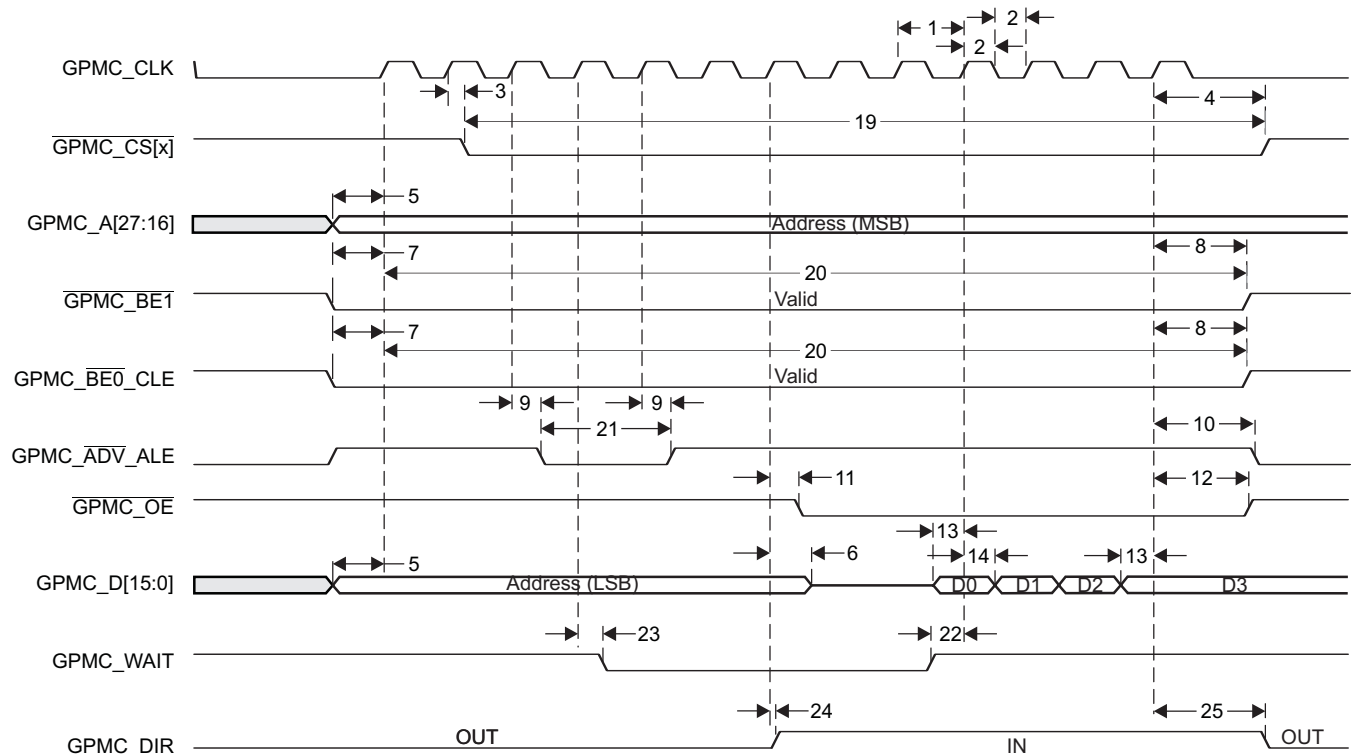 1
2
2
GPMC_CLK
3
4
19
GPMC_CS[x]
5
GPMC_A[27:16]
Address (MSB)
7
8
20
GPMC_BE1
Valid
7
8
20
GPMC_BE0_CLE
Valid
9
9
21
10
GPMC_ADV_ALE
11
12
GPMC_OE
13
5
6
14
13
GPMC_D[15:0]
Address (LSB)
D0
D1
D2
D3
23
22
GPMC_WAIT
24
25
GPMC_DIR
OUT
IN
OUT